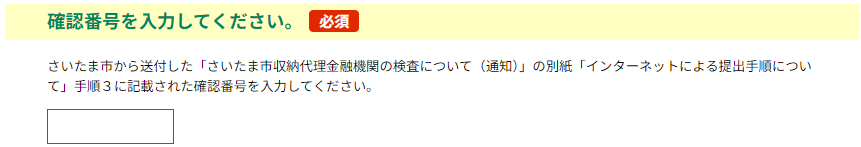 確認番号を入力してください。 必須
さいたま市から送付した「さいたま市収納代理金融機関の検査について（通知）」の別紙「インターネットによる提出手順につい
て」手順３に記載された確認番号を入力してください。